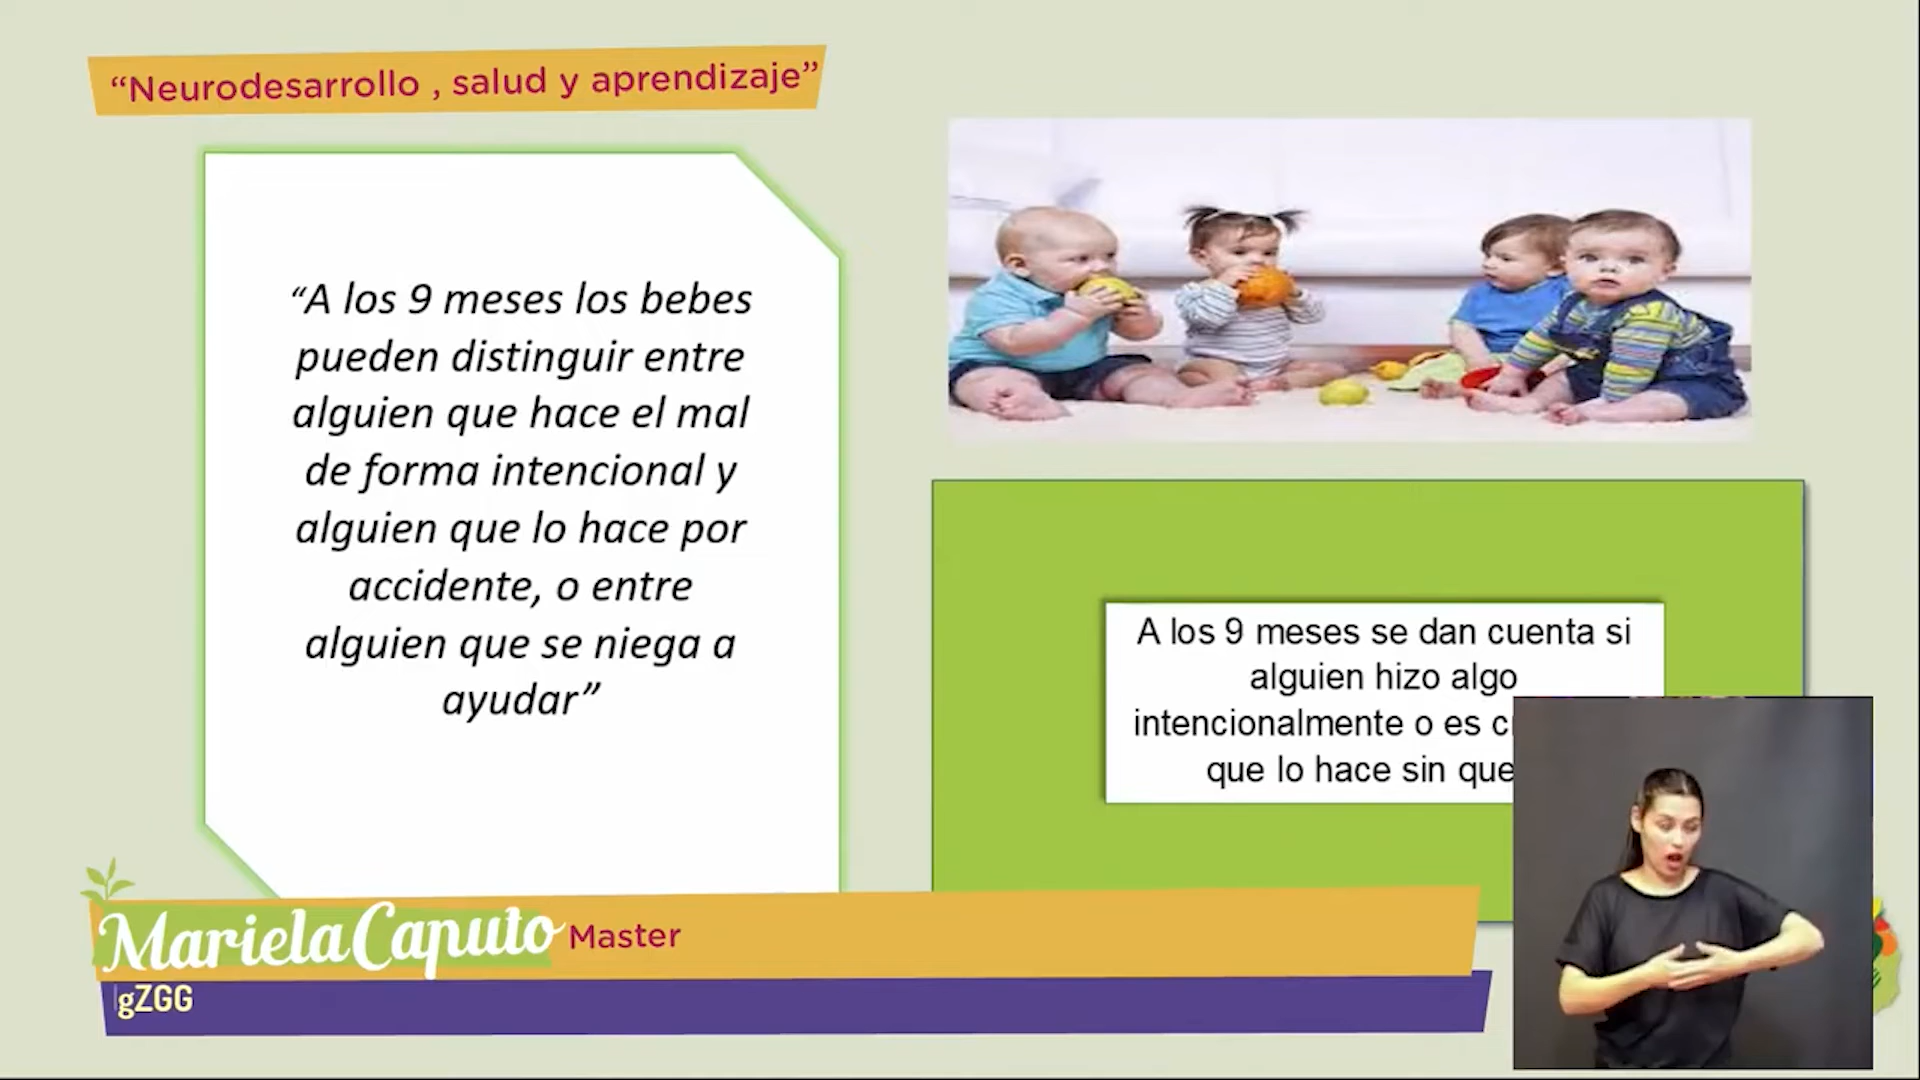 “Neurodesarrollo , salud y aprendizaje”
“A los 9 meses los bebes
pueden distinguir entre
alguien que hace el mal
de forma intencional y
alguien que lo hace por
accidente, o entre
alguien que se niega a
ayudar”
A los 9 meses se dan cuenta si
alguien hizo algo
intencionalmente o es
que lo hace sin
Mariela Caputo Master
gZGG